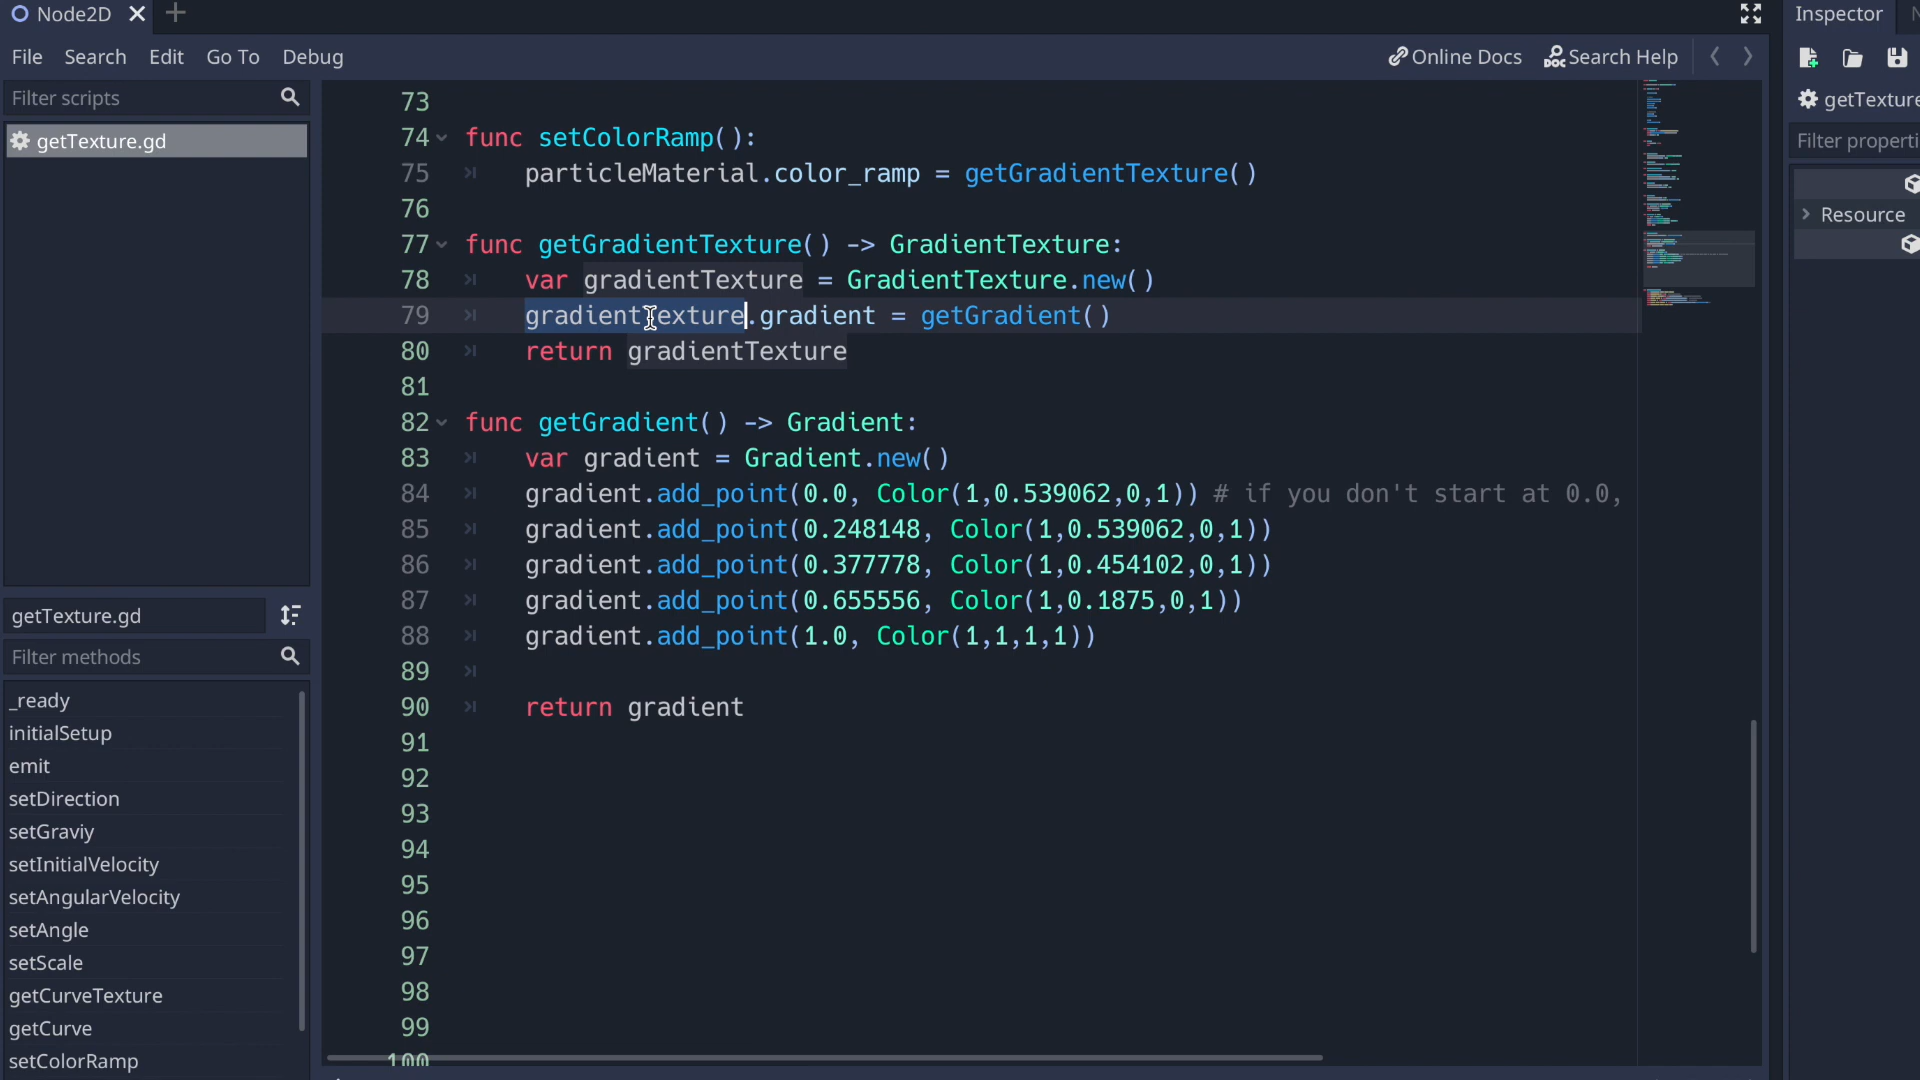 Node2D
Inspector
File Search Edit Go To Debug
Online Docs
Search Help
Filter scripts
getTexture.gd
getTexture
Filter properti
Resource
73
74 func setColorRamp():
75 particleMaterial.color_ramp = getGradientTexture()
76
77 func getGradientTexture() -> GradientTexture:
78 var gradientTexture = GradientTexture.new()
79 gradientTexture.gradient = getGradient()
80 return gradientTexture
81
82 func getGradient() -> Gradient:
83 var gradient = Gradient.new()
84 gradient.add_point(0.0, Color(1,0.539062,0,1)) # if you don't start at 0.0,
85 gradient.add_point(0.248148, Color(1,0.539062,0,1))
86 gradient.add_point(0.377778, Color(1,0.454102,0,1))
87 gradient.add_point(0.655556, Color(1,0.1875,0,1))
88 gradient.add_point(1.0, Color(1,1,1,1))
89
90 return gradient
91
92
93
94
95
96
97
98
99
100
getTexture.gd
Filter methods
_ready
initialSetup
emit
setDirection
setGraviy
setInitialVelocity
setAngularVelocity
setAngle
setScale
getCurveTexture
getCurve
setColorRamp